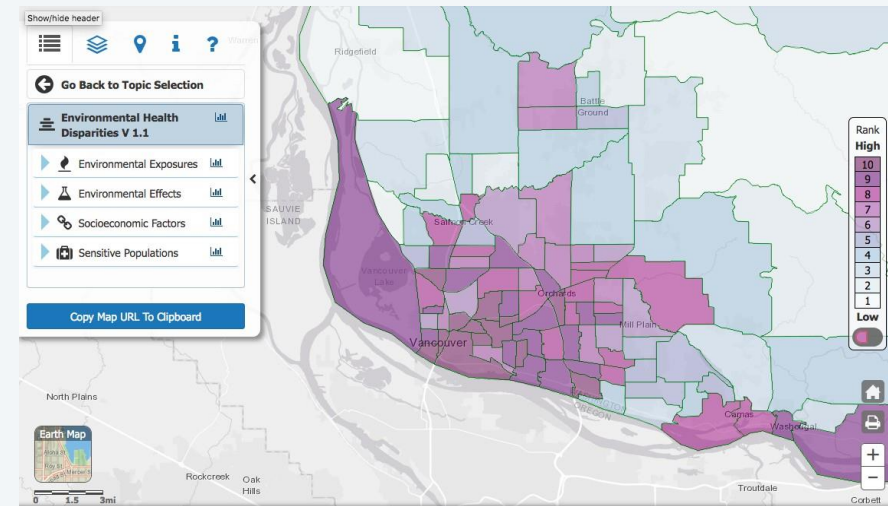 Show/hide header
Go Back to Topic Selection
Environmental Health
Disparities V 1.1
Environmental Exposures
Environmental Effects
Socioeconomic Factors
Sensitive Populations
Copy Map URL To Clipboard
Ridgefield
Battle
Ground
SAUVIE
ISLAND
Salmon Creek
Vancouver
Lake
Orchards
Mill Plain
Vancouver
WASHINGTON
OREGON
Camas
Washougal
North Plains
Rockcreek
Oak
Hills
Troutdale
Corbett
Rank
High
10
9
8
7
6
5
4
3
2
1
Low
Earth Map
0 1.5 3mi